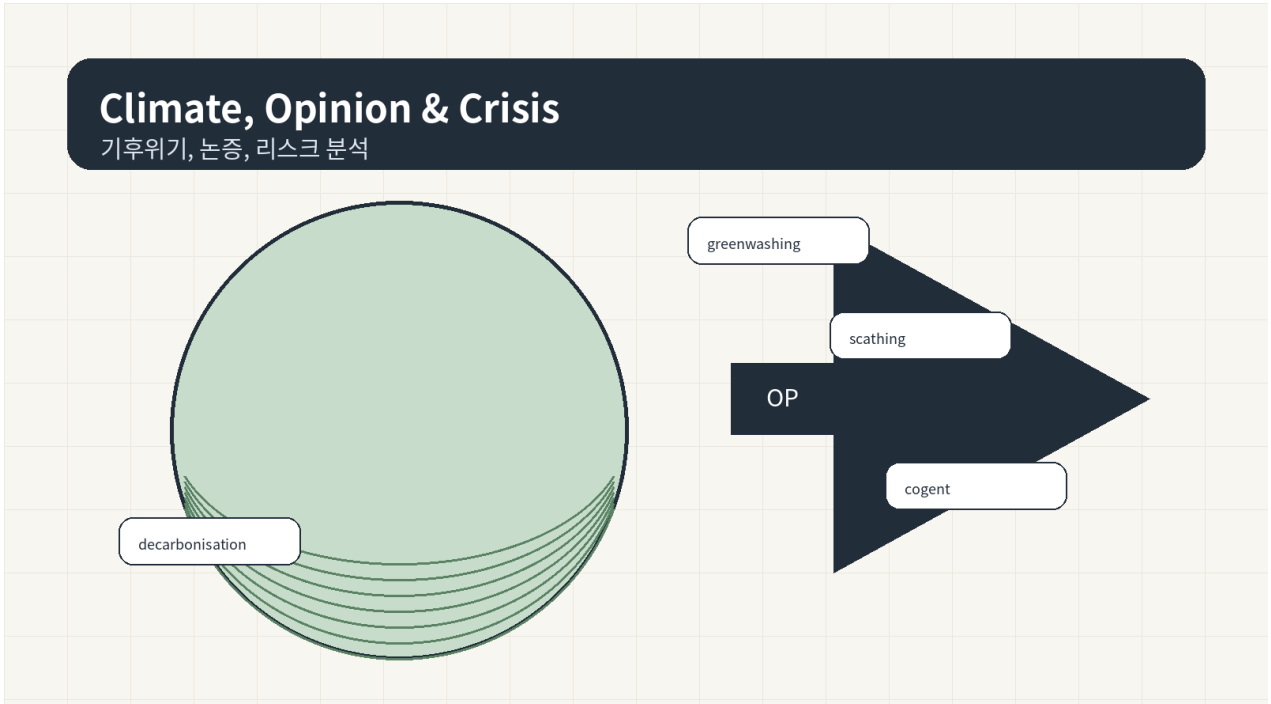 Climate, Opinion & Crisis
기후위기, 논증, 리스크 분석
greenwashing
scathing
OP
cogent
decarbonisation